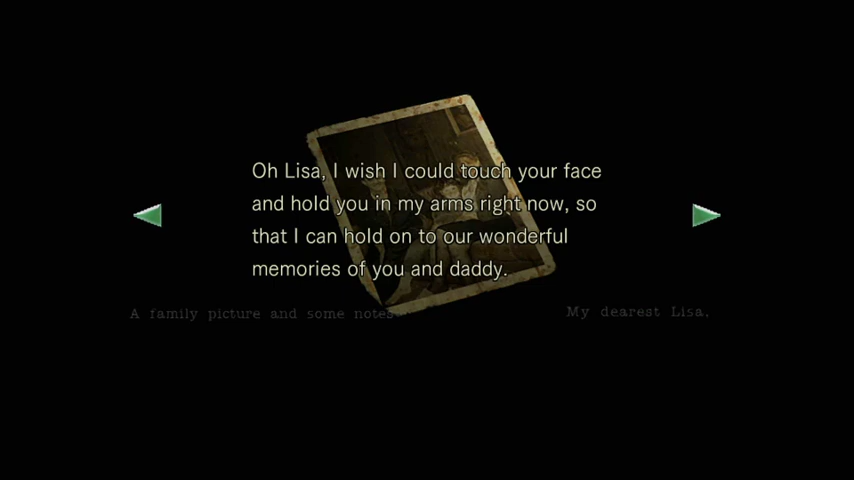 Oh Lisa, I wish I could touch your face
and hold you in my arms right now, so
that I can hold on to our wonderful
memories of you and daddy.
A family picture and some notes
My dearest Lisa,